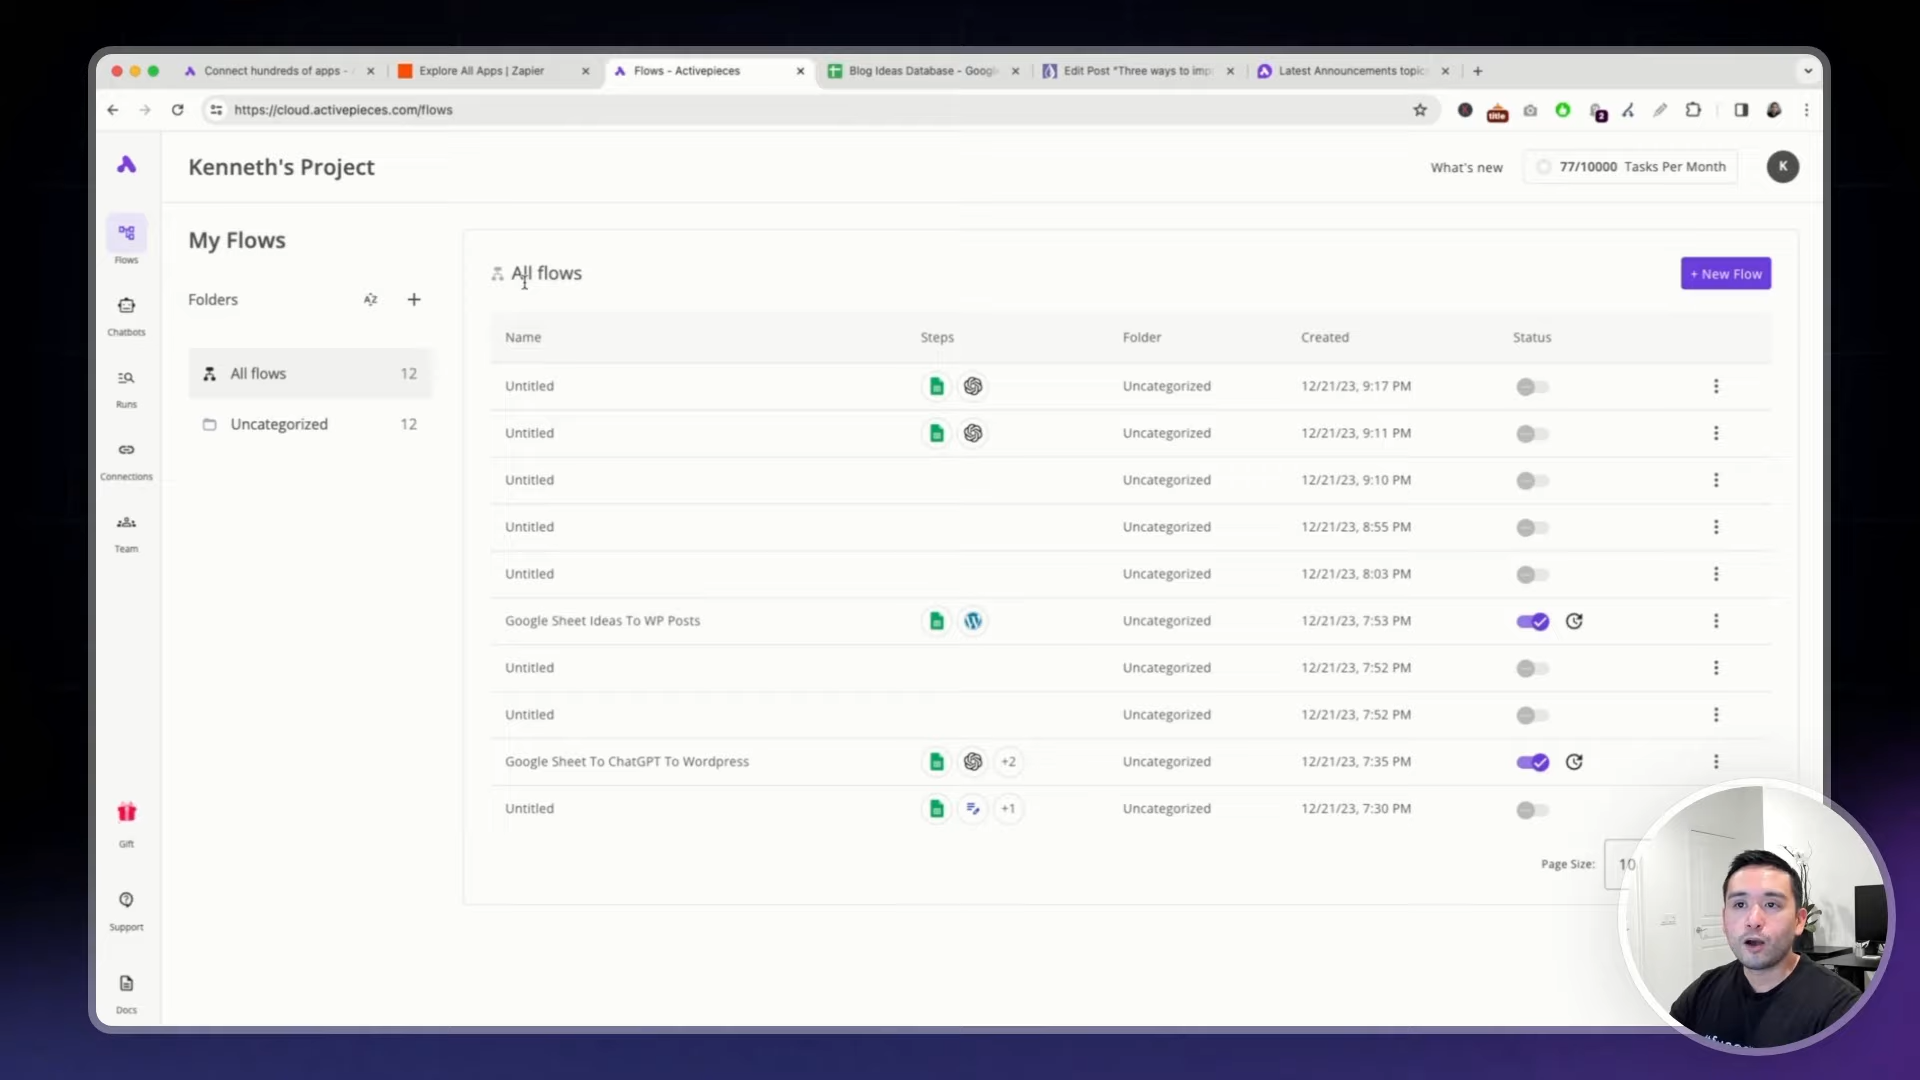 Connect hundreds of apps -
Explore All Apps | Zapier
Flows - Activepieces
Blog Ideas Database - Googl
Edit Post "Three ways to imp
Latest Announcements topic
https://cloud.activepieces.com/flows
title
2
Kenneth's Project
What's new
77/10000 Tasks Per Month
K
Flows
Chatbots
Runs
Connections
Team
Gift
Support
Docs
My Flows
Folders
AZ
All flows 12
Uncategorized 12
All flows
+ New Flow
Name Steps Folder Created Status
Untitled Uncategorized 12/21/23, 9:17 PM
Untitled Uncategorized 12/21/23, 9:11 PM
Untitled Uncategorized 12/21/23, 9:10 PM
Untitled Uncategorized 12/21/23, 8:55 PM
Untitled Uncategorized 12/21/23, 8:03 PM
Google Sheet Ideas To WP Posts Uncategorized 12/21/23, 7:53 PM
Untitled Uncategorized 12/21/23, 7:52 PM
Untitled Uncategorized 12/21/23, 7:52 PM
Google Sheet To ChatGPT To Wordpress +2 Uncategorized 12/21/23, 7:35 PM
Untitled +1 Uncategorized 12/21/23, 7:30 PM
Page Size: 10